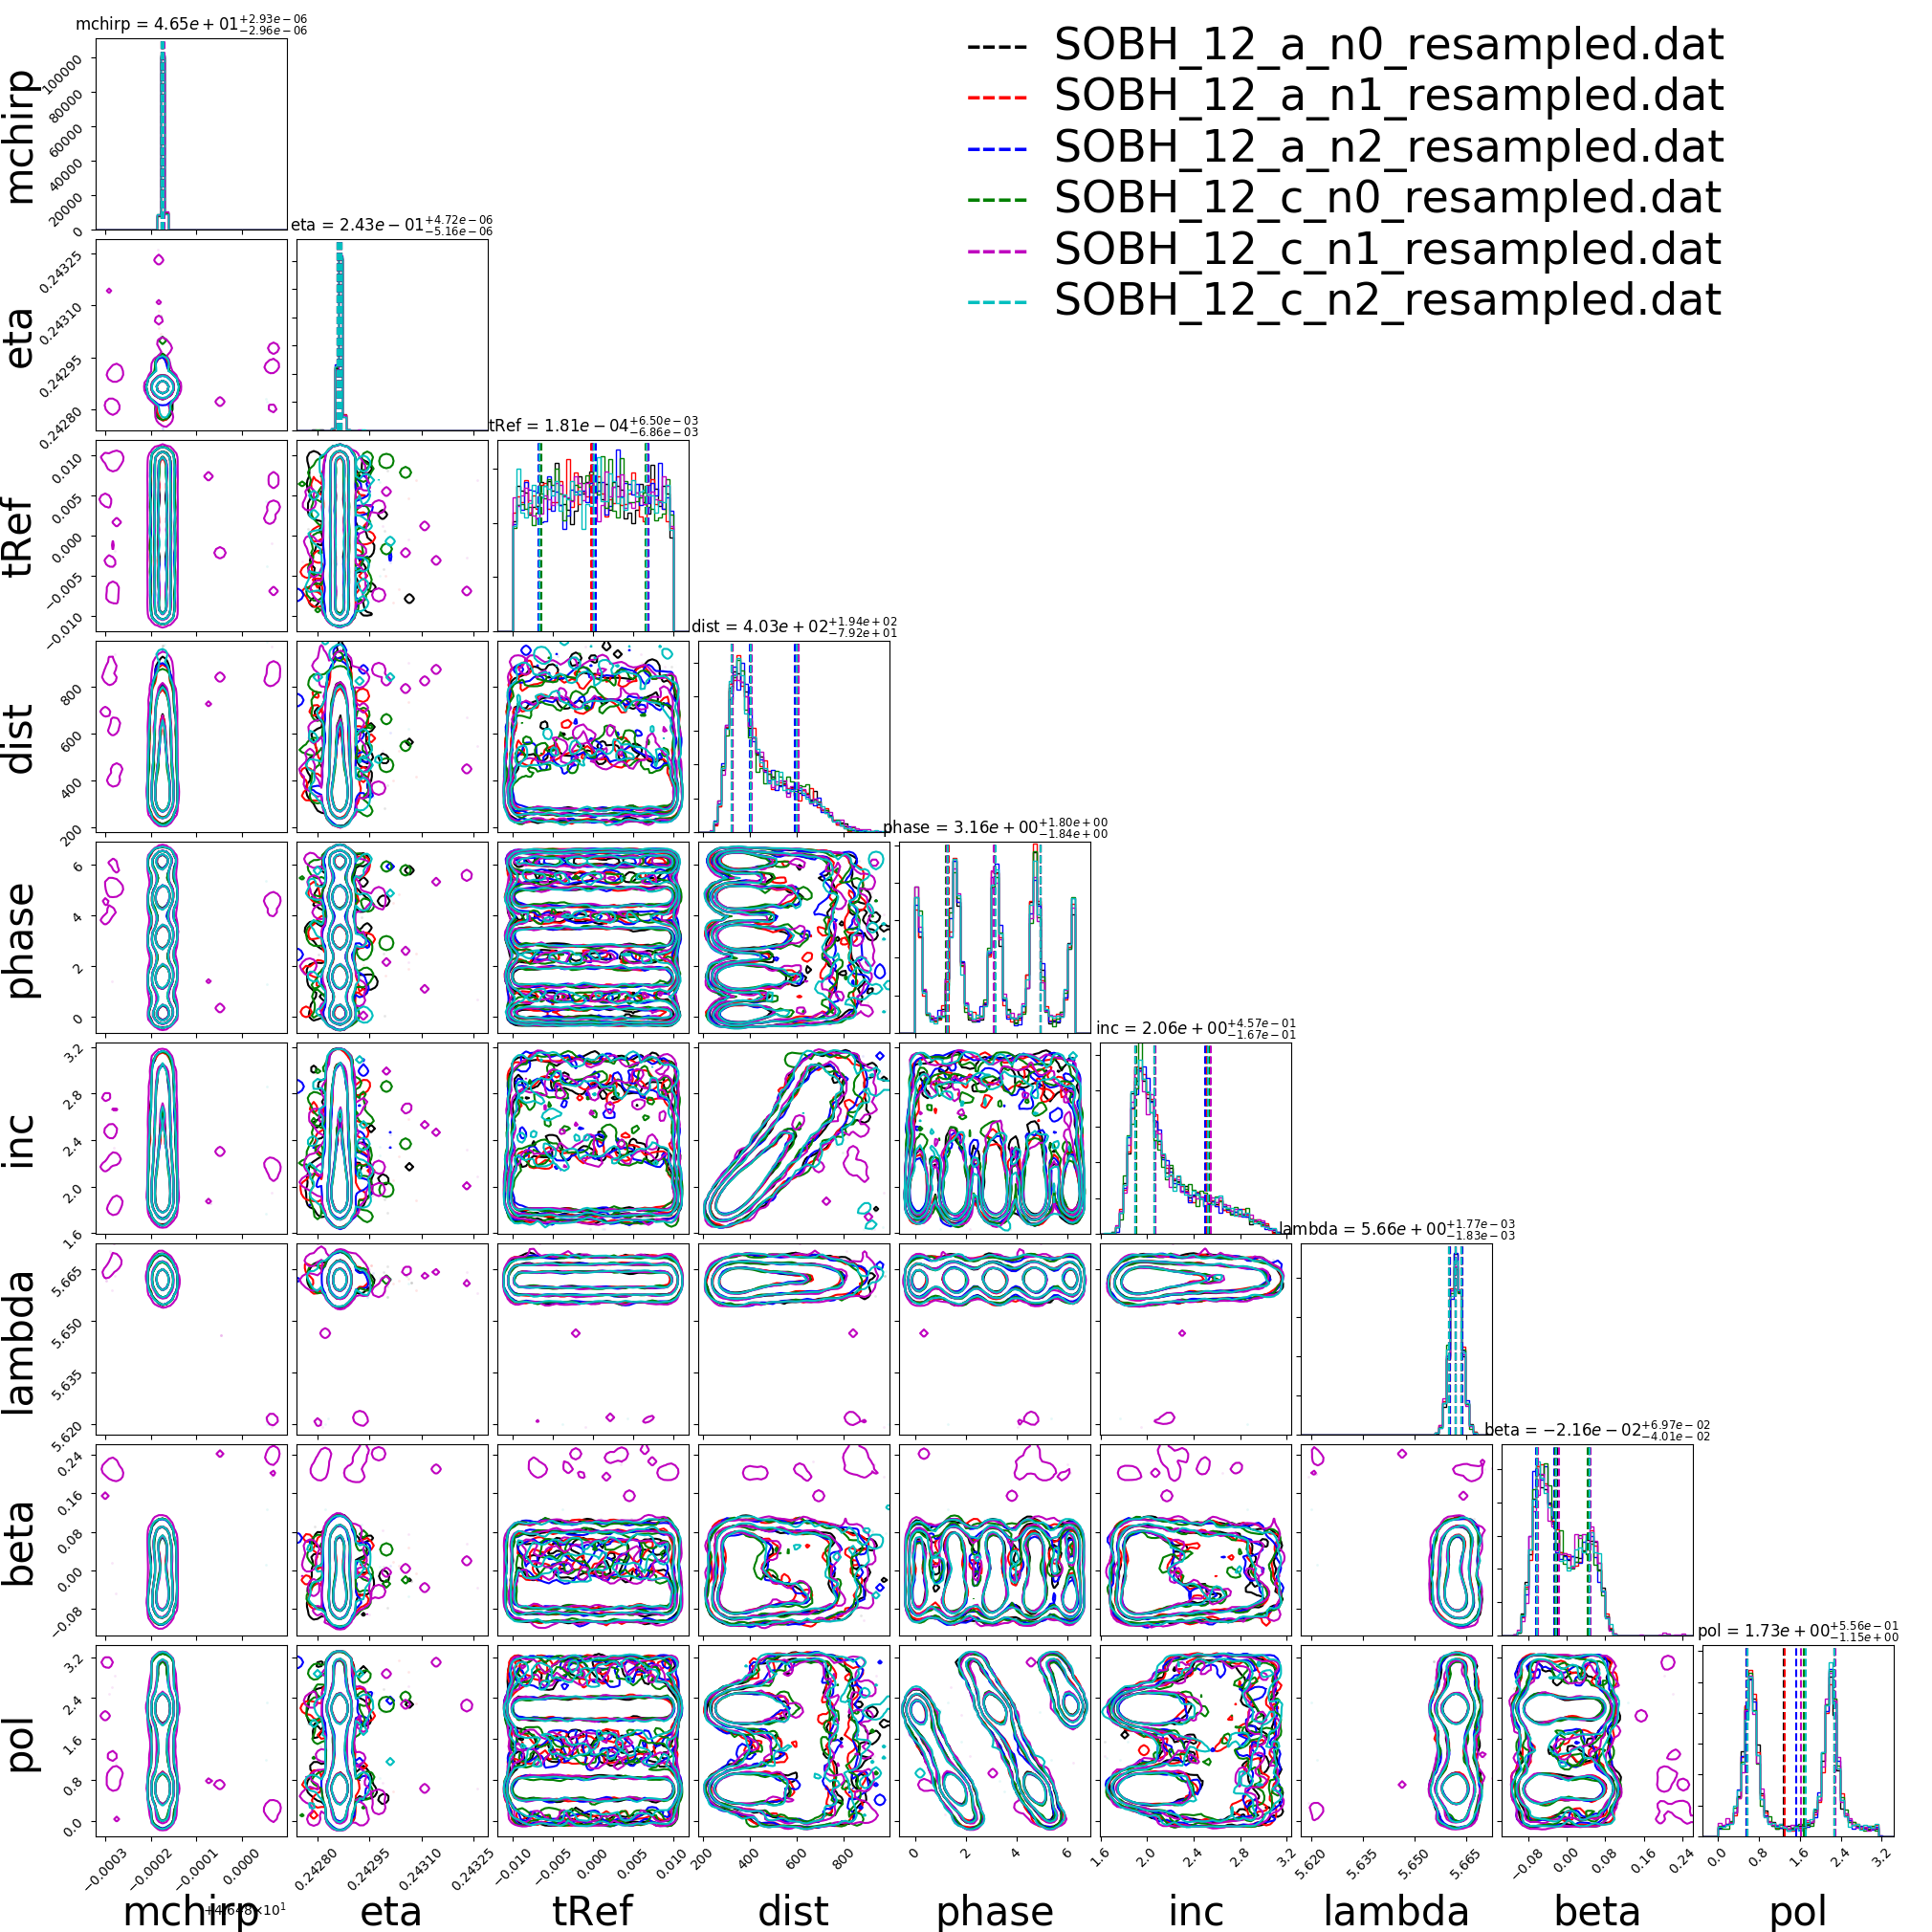 mchirp = 4.65e + 01 +2.93e − 06 −2.96e − 06
SOBH_12_a_n0_resampled.dat
SOBH_12_a_n1_resampled.dat
SOBH_12_a_n2_resampled.dat
SOBH_12_c_n0_resampled.dat
SOBH_12_c_n1_resampled.dat
SOBH_12_c_n2_resampled.dat
mchirp
100000
80000
60000
40000
20000
0
eta = 2.43e − 01 +4.72e − 06 −5.16e − 06
eta
0.24325
0.24310
0.24295
0.24280
tRef = 1.81e − 04 +6.50e − 03 −6.86e − 03
tRef
0.010
0.005
0.000
−0.005
−0.010
dist = 4.03e + 02 +1.94e + 02 −7.92e + 01
dist
800
600
400
200
phase = 3.16e + 00 +1.80e + 00 −1.84e + 00
phase
6
4
2
0
inc = 2.06e + 00 +4.57e − 01 −1.67e − 01
inc
3.2
2.8
2.4
2.0
1.6
lambda = 5.66e + 00 +1.77e − 03 −1.83e − 03
lambda
1.6
5.665
5.650
5.635
5.620
beta = −2.16e − 02 +6.97e − 02 −4.01e − 02
beta
0.24
0.16
0.08
0.00
−0.08
pol = 1.73e + 00 +5.56e − 01 −1.15e + 00
pol
3.2
2.4
1.6
0.8
0.0
−0.0003 −0.0002 −0.0001 0.0000 0.24280 0.24295 0.24310 0.24325 −0.010 −0.005 0.000 0.005 0.010 200 400 600 800 0 2 4 6 1.6 2.0 2.4 2.8 3.2 5.620 5.635 5.650 5.665 −0.08 0.00 0.08 0.16 0.24 0.0 0.8 1.6 2.4 3.2
+4.648×10^1
mchirp eta tRef dist phase inc lambda beta pol